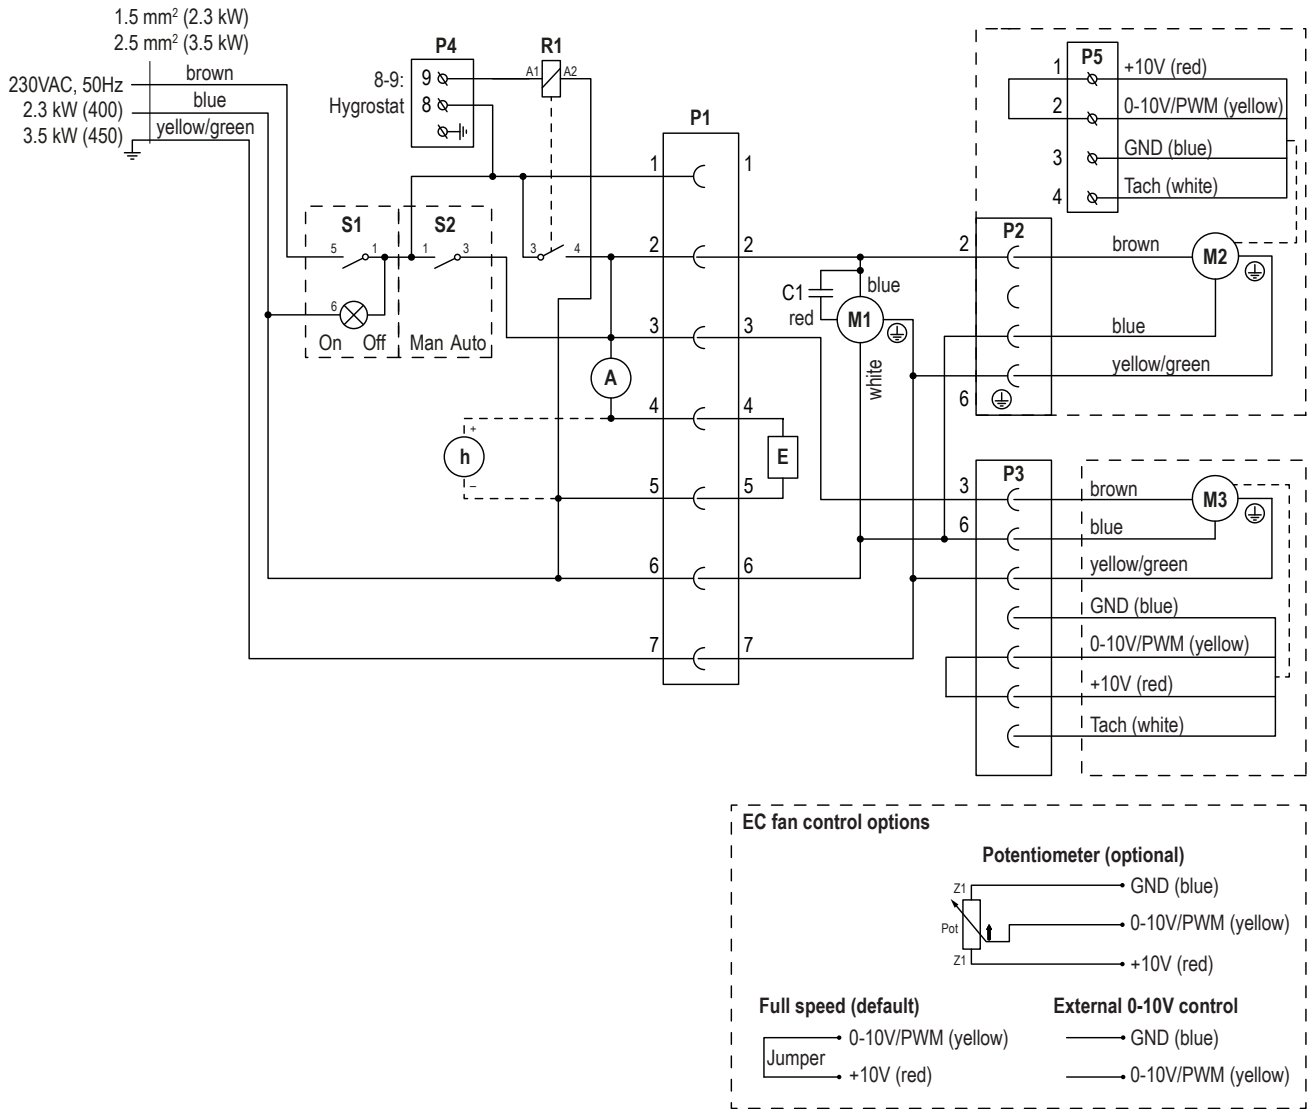 1.5 mm² (2.3 kW)
2.5 mm² (3.5 kW)
230VAC, 50Hz
2.3 kW (400)
3.5 kW (450)
brown
blue
yellow/green
P4
8-9:
Hygrostat
9
8
R1
A1
A2
S1
5
1
6
On Off
S2
1
3
Man Auto
3
4
A
h
+
–
P1
1 1
2 2
3 3
4 4
5 5
6 6
7 7
E
C1
blue
red
M1
white
P5
1
+10V (red)
2
0-10V/PWM (yellow)
3
GND (blue)
4
Tach (white)
P2
2
brown
M2
blue
yellow/green
6
P3
3
brown
M3
6
blue
yellow/green
GND (blue)
0-10V/PWM (yellow)
+10V (red)
Tach (white)
EC fan control options
Potentiometer (optional)
Z1
GND (blue)
Pot
0-10V/PWM (yellow)
Z1
+10V (red)
Full speed (default)
0-10V/PWM (yellow)
Jumper
+10V (red)
External 0-10V control
GND (blue)
0-10V/PWM (yellow)